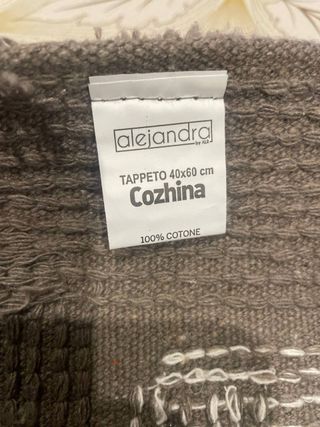 alejandra
by ALE
TAPPETO 40x60 cm
Cozhina
100% COTONE